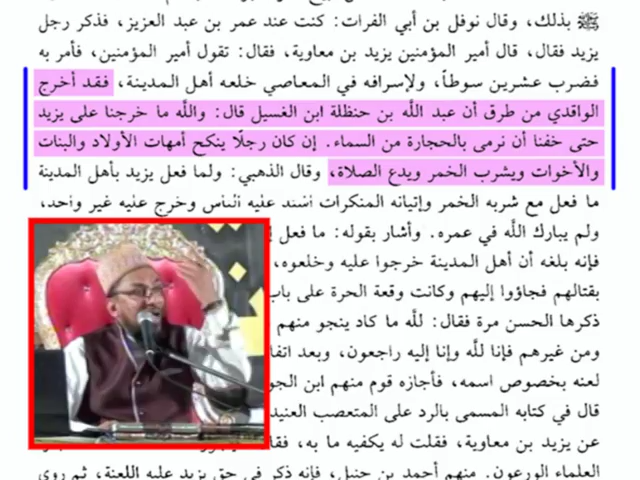 ﷺ بذلك، وقال نوفل بن أبي الفرات: كنت عند عمر بن عبد العزيز، فذكر رجل
يزيد فقال، قال أمير المؤمنين يزيد بن معاوية، فقال: تقول أمير المؤمنين، فأمر به
فضرب عشرين سوطاً، ولإسرافه في المعاصي خلعه أهل المدينة، فقد أخرج
الواقدي من طرق أن عبد الله بن حنظلة ابن الغسيل قال: والله ما خرجنا على يزيد
حتى خفنا أن نرمى بالحجارة من السماء. إن كان رجلًا ينكح أمهات الأولاد والبنات
والأخوات ويشرب الخمر ويدع الصلاة، وقال الذهبي: ولما فعل يزيد بأهل المدينة
ما فعل مع شربه الخمر وإتيانه المنكرات اشتد عليه الناس وخرج عليه غير واحد،
ولم يبارك الله في عمره. وأشار بقوله: ما فعل
فإنه بلغه أن أهل المدينة خرجوا عليه وخلعوه،
بقتالهم فجاؤوا إليهم وكانت وقعة الحرة على باب
ذكرها الحسن مرة فقال: لله ما كاد ينجو منهم
ومن غيرهم فإنا لله وإنا إليه راجعون، وبعد اتفا
لعنه بخصوص اسمه، فأجازه قوم منهم ابن الجو
قال في كتابه المسمى بالرد على المتعصب العنيد
عن يزيد بن معاوية، فقلت له يكفيه ما به، فقا
العلماء الورعون. منهم أحمد بن حنبل، فإنه ذكر في حق يزيد عليه اللعنة، ثم روى